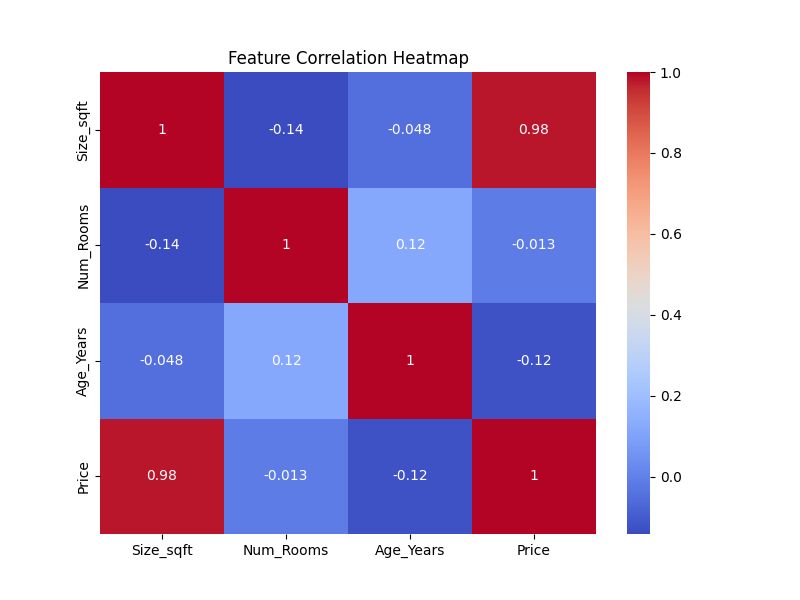 Feature Correlation Heatmap
Size_sqft 1 -0.14 -0.048 0.98
Num_Rooms -0.14 1 0.12 -0.013
Age_Years -0.048 0.12 1 -0.12
Price 0.98 -0.013 -0.12 1
Size_sqft Num_Rooms Age_Years Price
1.0
0.8
0.6
0.4
0.2
0.0